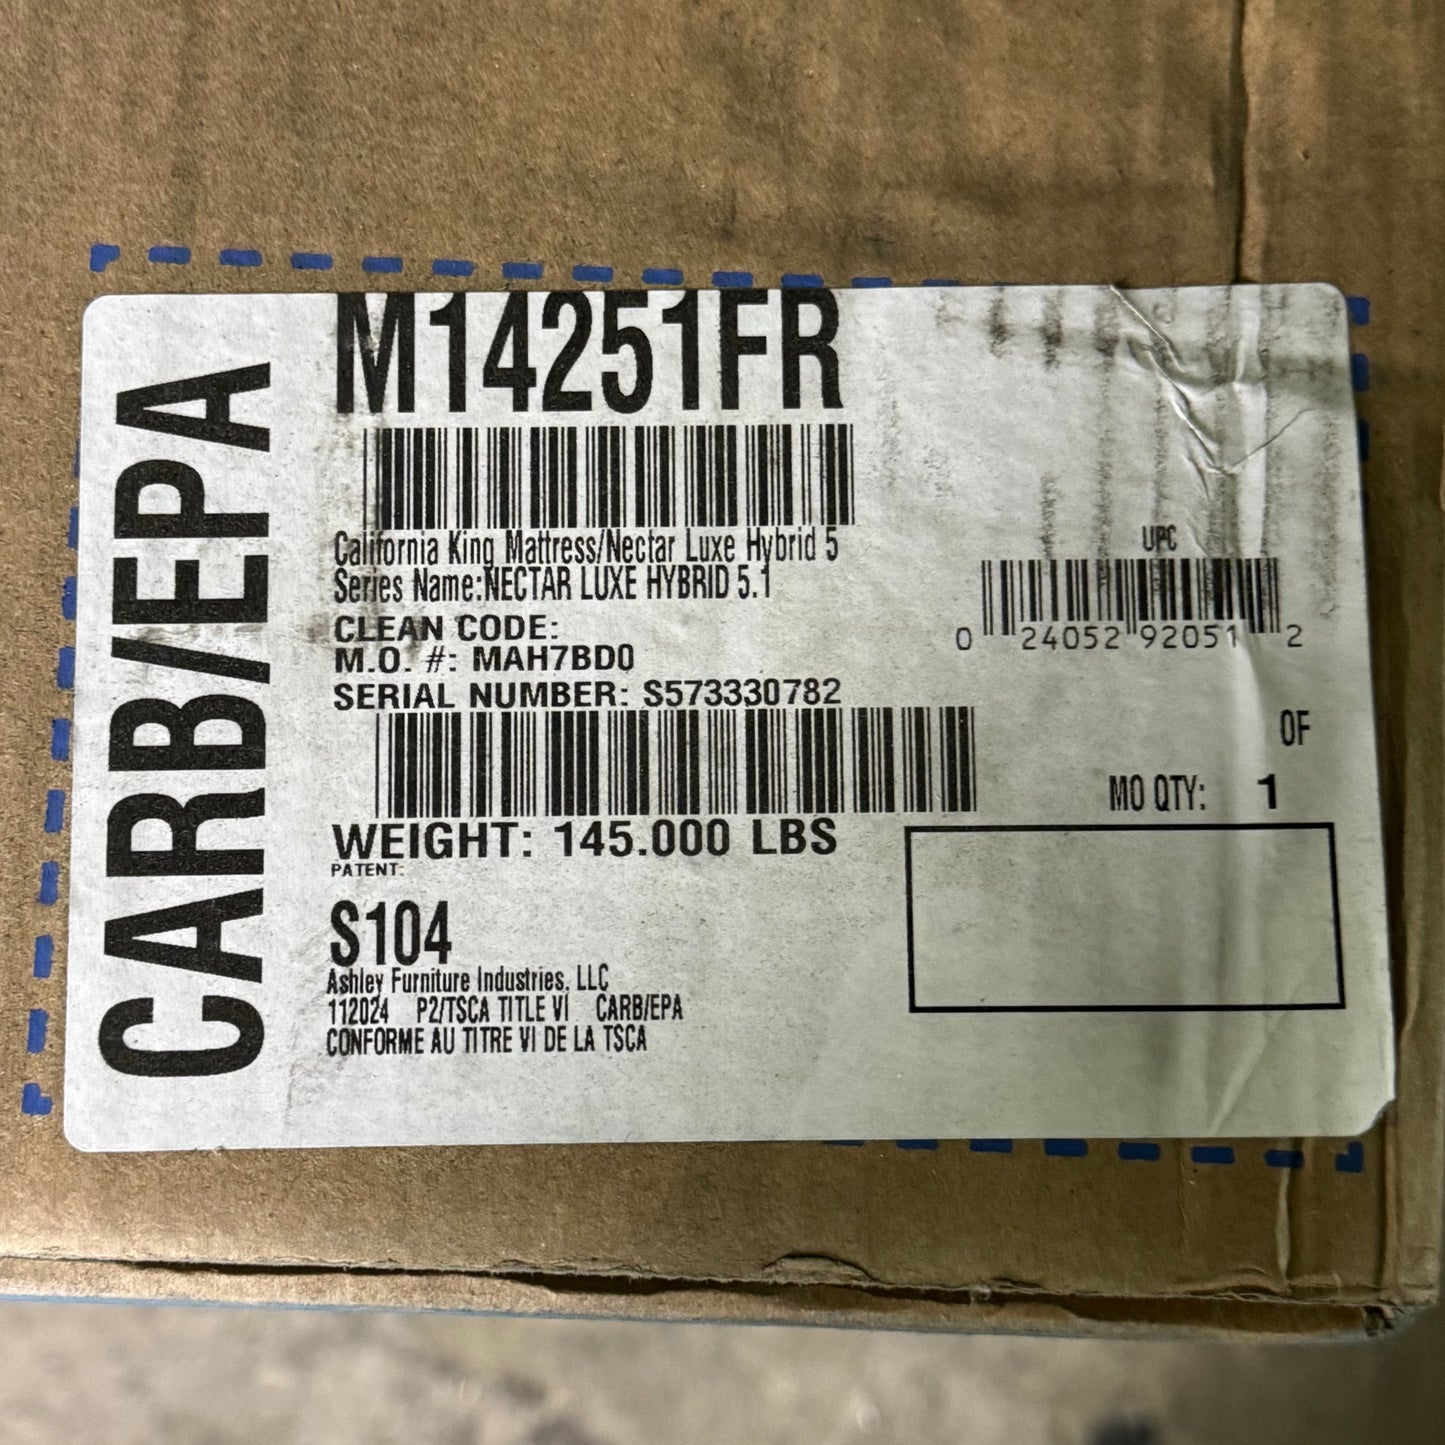 CARB/EPA
M14251FR
California King Mattress/Nectar Luxe Hybrid 5
Series Name:NECTAR LUXE HYBRID 5.1
CLEAN CODE:
M.O. #: MAH7BD0
SERIAL NUMBER: S573330782
WEIGHT: 145.000 LBS
PATENT:
S104
Ashley Furniture Industries, LLC
112024 P2/TSCA TITLE VI CARB/EPA
CONFORME AU TITRE VI DE LA TSCA
UPC
0 24052 92051 2
OF
MO QTY: 1